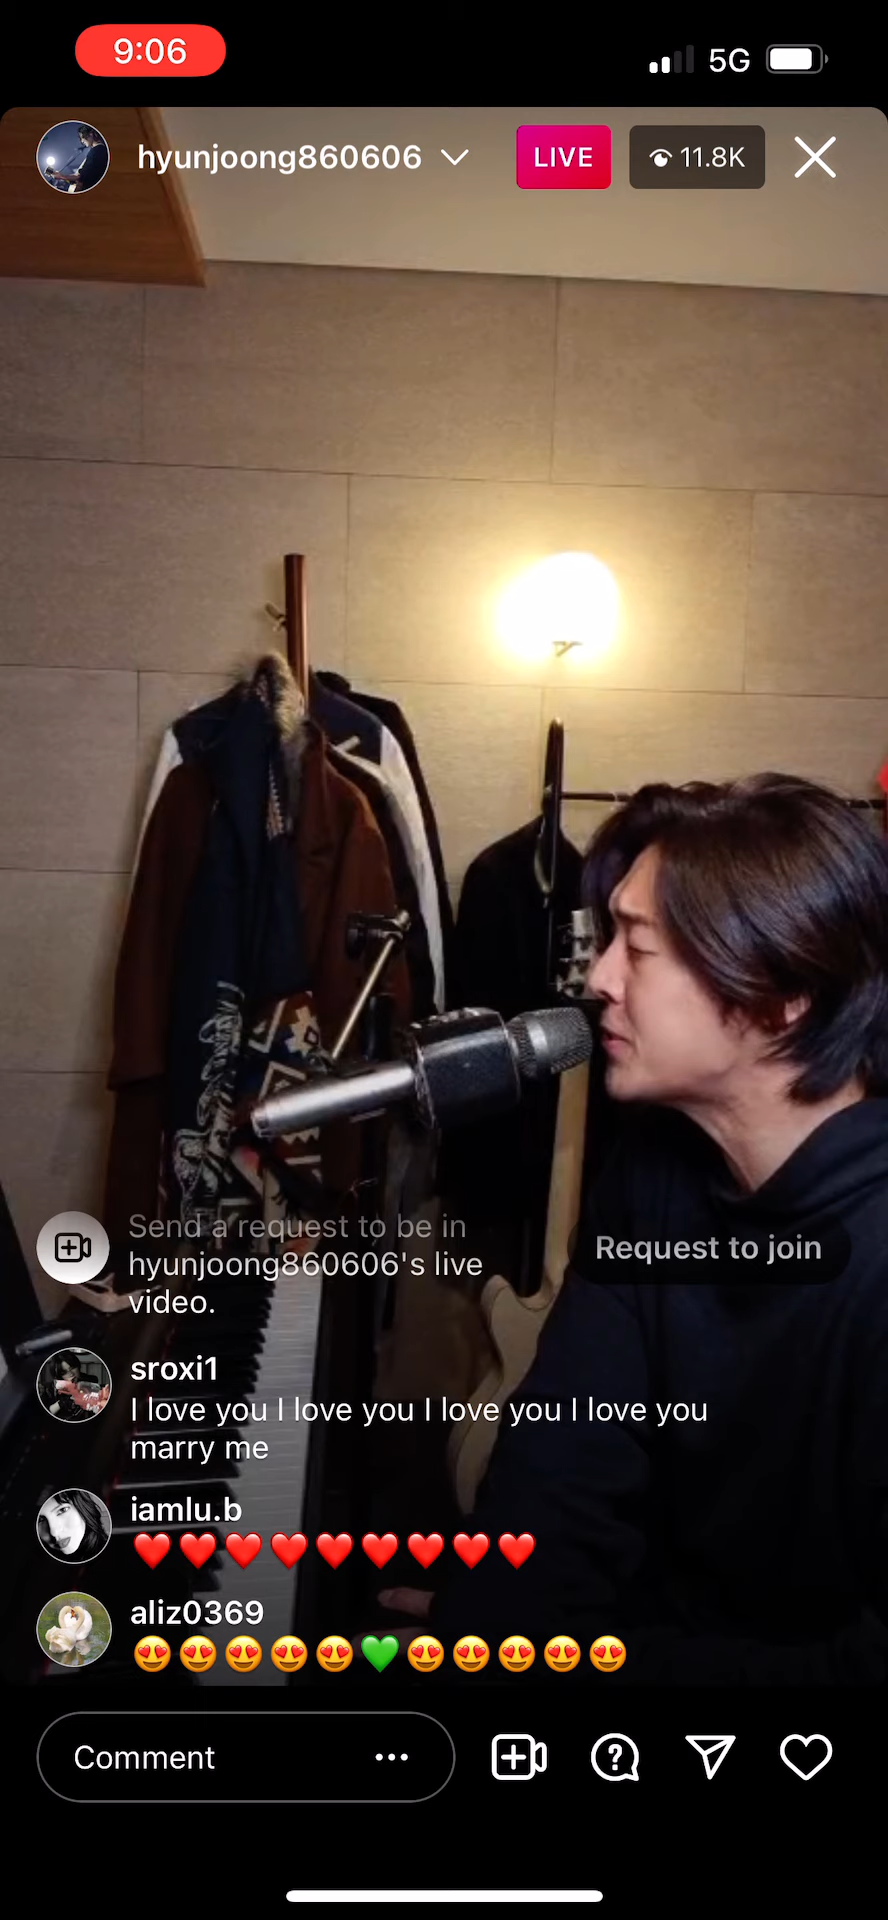 9:06
5G
hyunjoong860606
LIVE
11.8K
Send a request to be in
hyunjoong860606's live
video.
Request to join
sroxi1
I love you I love you I love you I love you
marry me
iamlu.b
❤️❤️❤️❤️❤️❤️❤️❤️❤️
aliz0369
😍😍😍😍😍💚😍😍😍😍😍
Comment